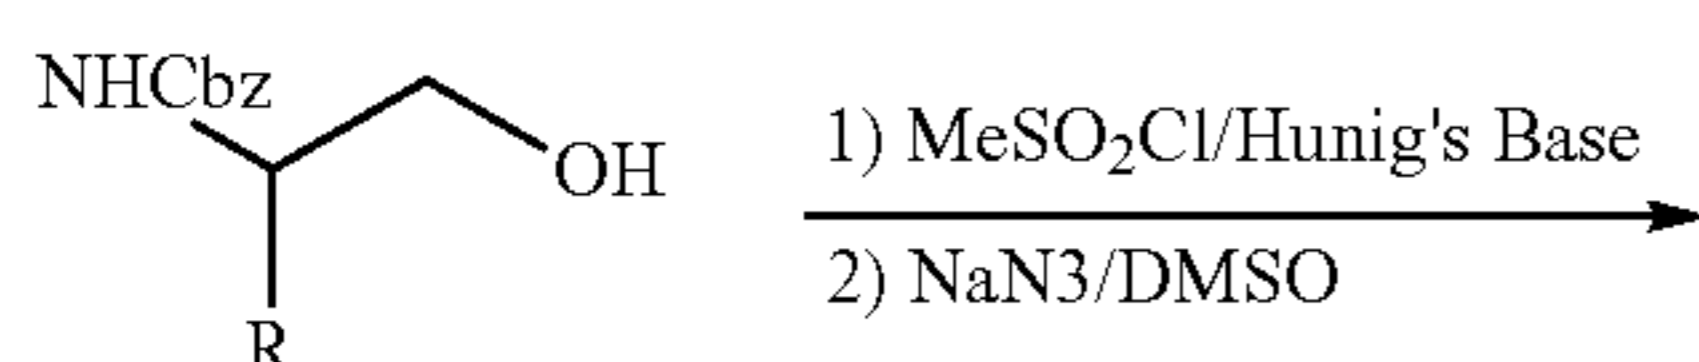 NHCbz
OH
R
1) MeSO₂Cl/Hunig's Base
2) NaN3/DMSO